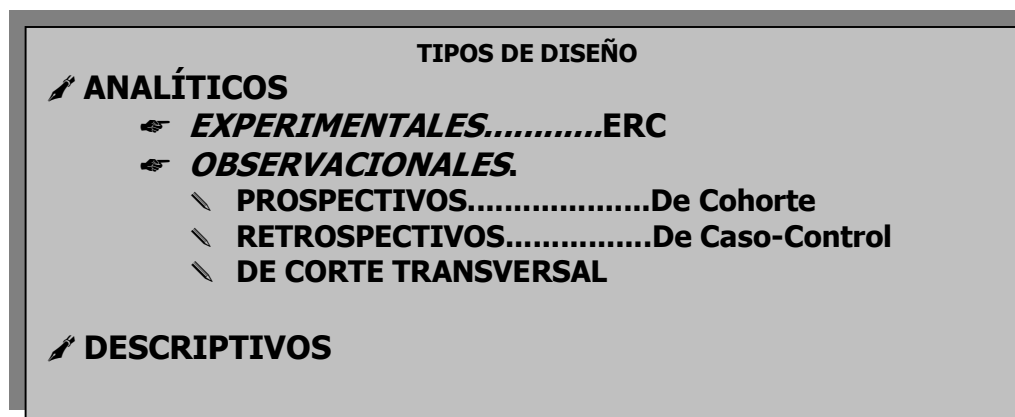 TIPOS DE DISEÑO
ANALÍTICOS
EXPERIMENTALES............ERC
OBSERVACIONALES.
PROSPECTIVOS....................De Cohorte
RETROSPECTIVOS................De Caso-Control
DE CORTE TRANSVERSAL
DESCRIPTIVOS